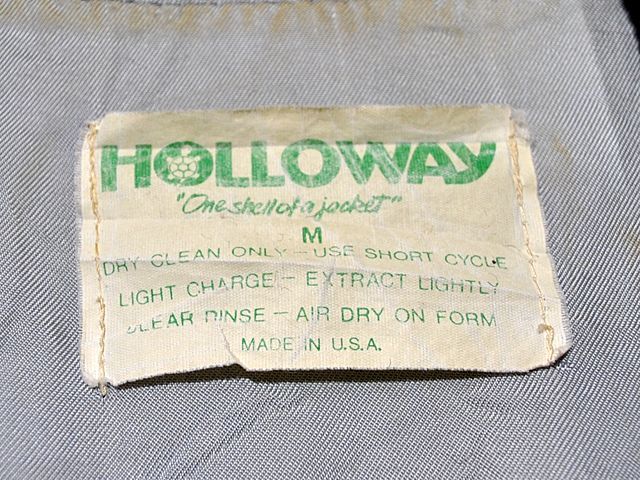 HOLLOWAY
"One shell of a jacket"
M
DRY CLEAN ONLY - USE SHORT CYCLE
LIGHT CHARGE - EXTRACT LIGHTLY
CLEAR RINSE - AIR DRY ON FORM
MADE IN U.S.A.